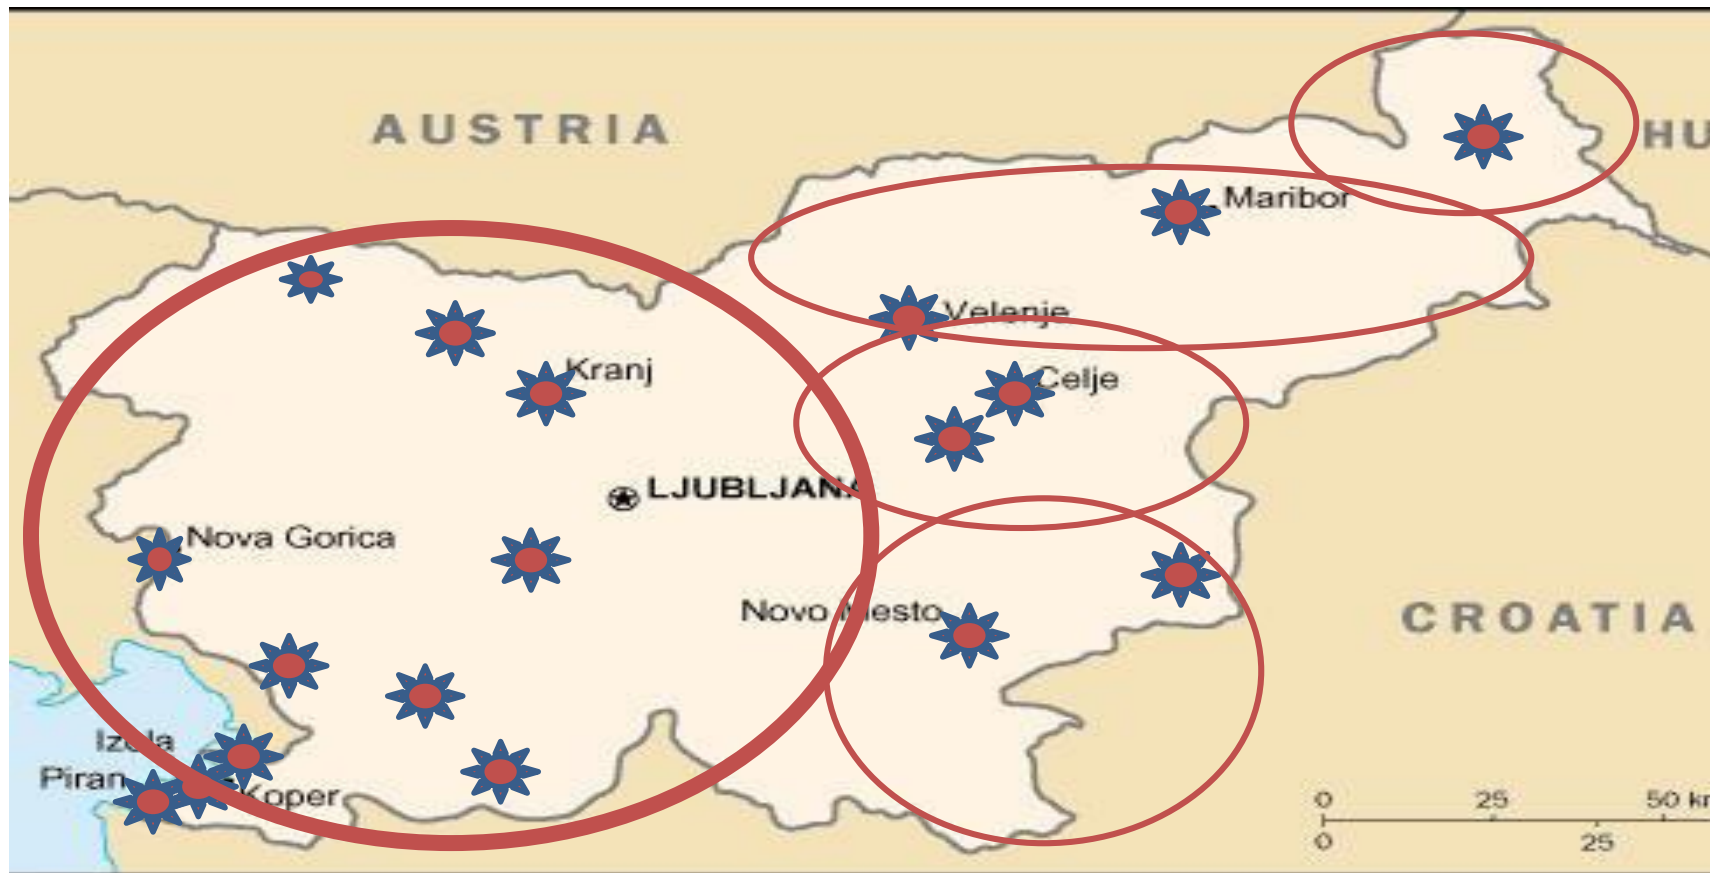 AUSTRIA
HU
Maribor
Velenje
Kranj
Celje
LJUBLJANA
Nova Gorica
Novo Mesto
CROATIA
Izola
Piran
Koper
0 25 50 km
0 25